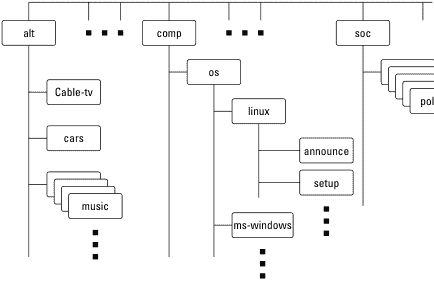 alt
comp
soc
os
Cable-tv
linux
pol
cars
announce
setup
music
ms-windows